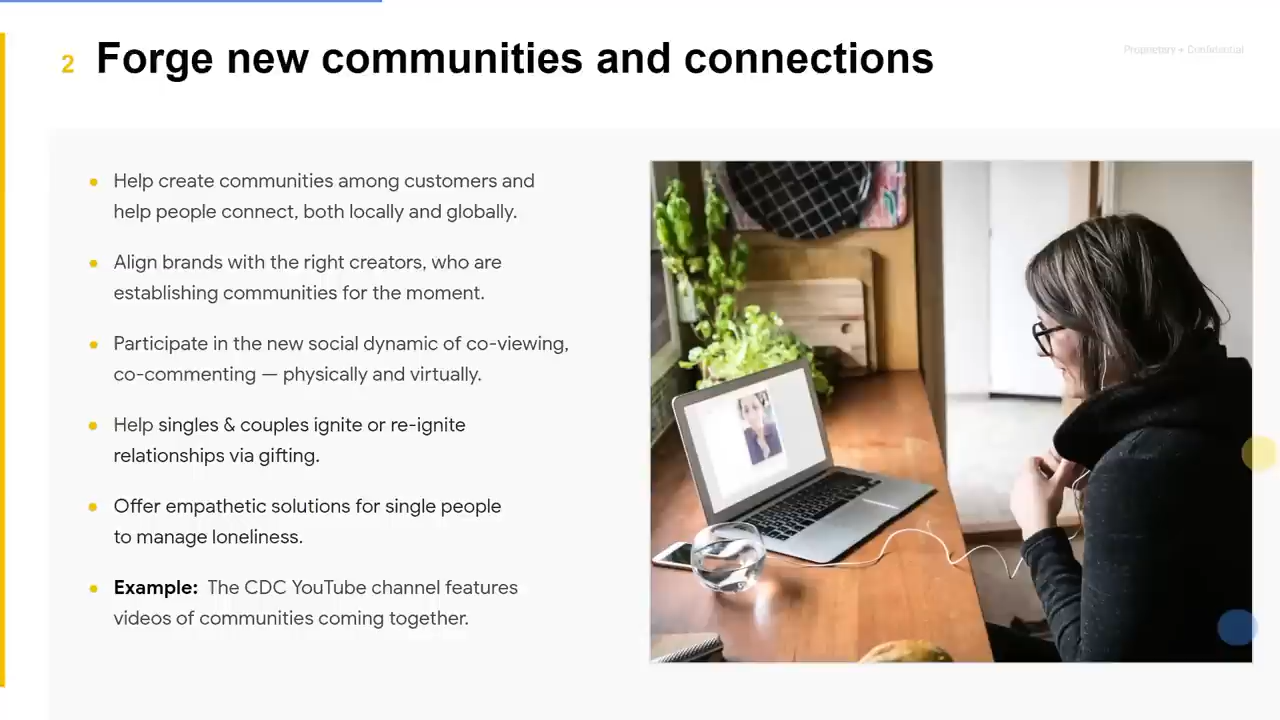 2 Forge new communities and connections
Proprietary + Confidential
• Help create communities among customers and
help people connect, both locally and globally.
• Align brands with the right creators, who are
establishing communities for the moment.
• Participate in the new social dynamic of co-viewing,
co-commenting — physically and virtually.
• Help singles & couples ignite or re-ignite
relationships via gifting.
• Offer empathetic solutions for single people
to manage loneliness.
• Example: The CDC YouTube channel features
videos of communities coming together.